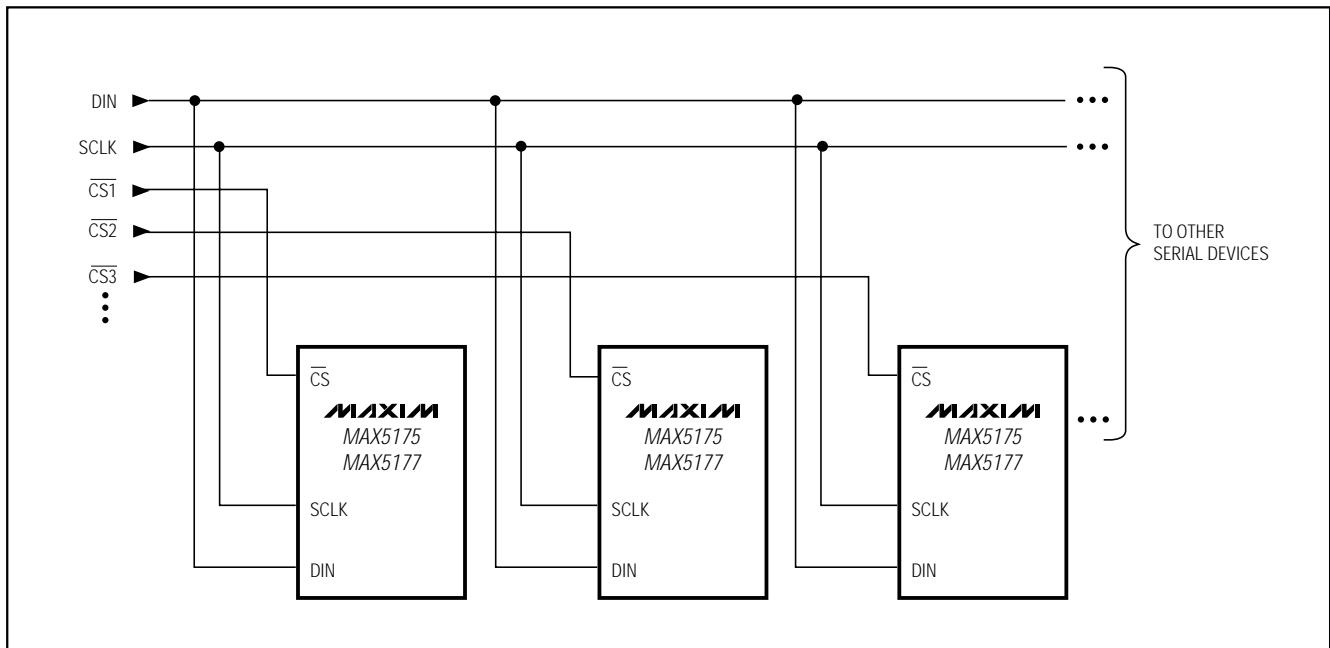 DIN
SCLK
CS1
CS2
CS3
TO OTHER
SERIAL DEVICES
CS
MAXIM
MAX5175
MAX5177
SCLK
DIN
CS
MAXIM
MAX5175
MAX5177
SCLK
DIN
CS
MAXIM
MAX5175
MAX5177
SCLK
DIN